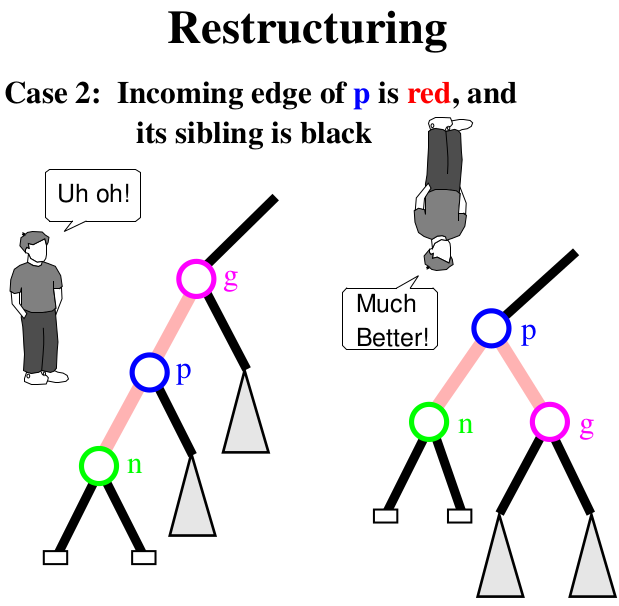 Restructuring
Case 2: Incoming edge of p is red, and
its sibling is black
Uh oh!
g
p
n
Much
Better!
p
n
g